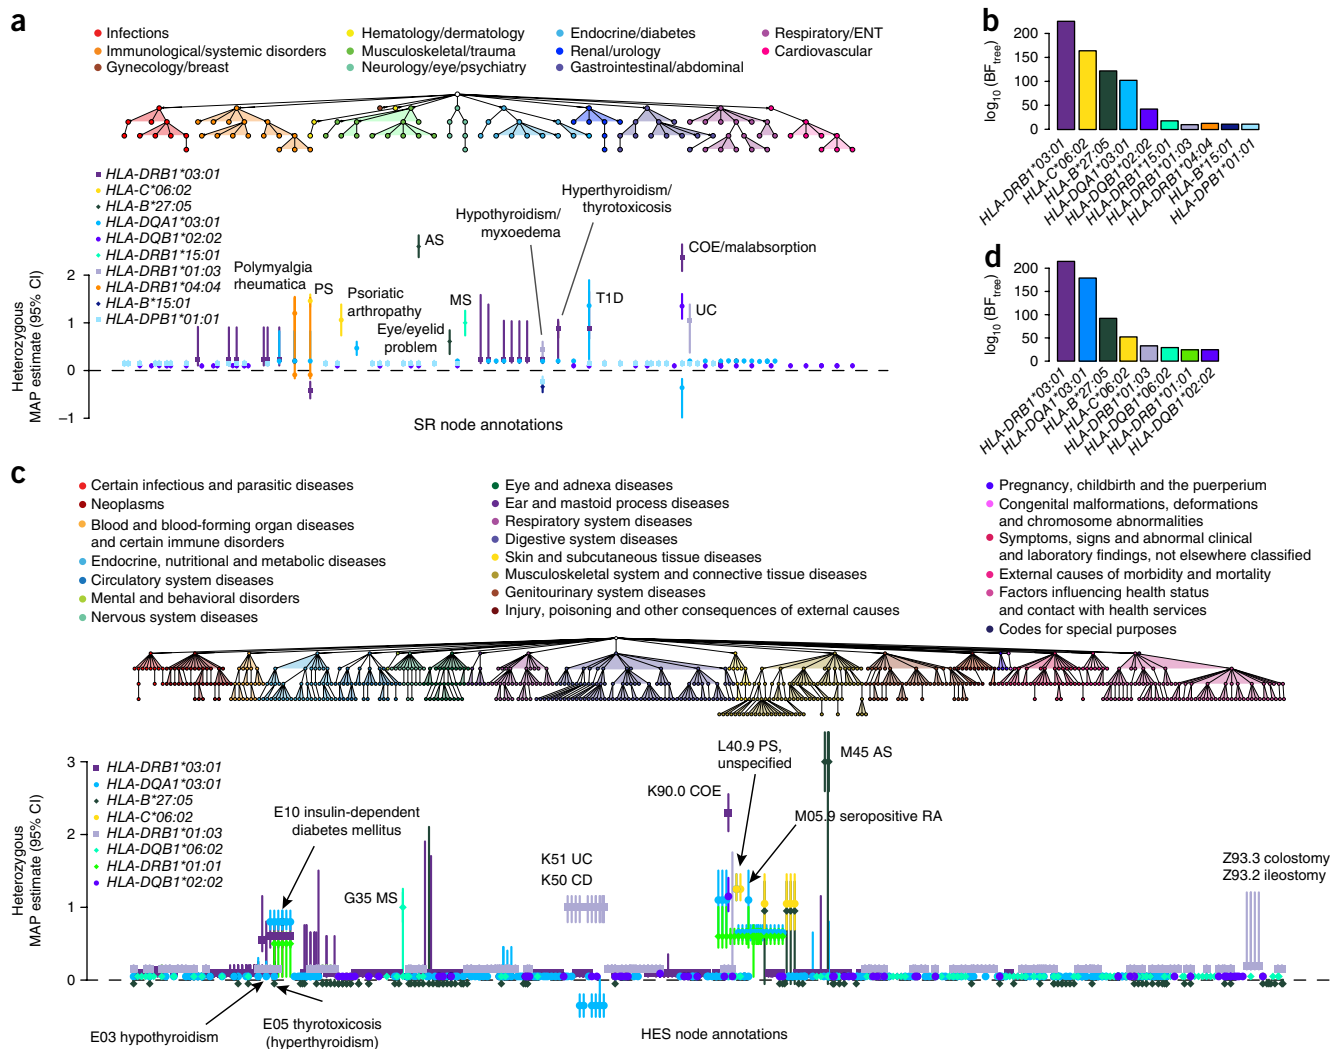 a
Infections
Immunological/systemic disorders
Gynecology/breast
Hematology/dermatology
Musculoskeletal/trauma
Neurology/eye/psychiatry
Endocrine/diabetes
Renal/urology
Gastrointestinal/abdominal
Respiratory/ENT
Cardiovascular
HLA-DRB1*03:01
HLA-C*06:02
HLA-B*27:05
HLA-DQA1*03:01
HLA-DQB1*02:02
HLA-DRB1*15:01
HLA-DRB1*01:03
HLA-DRB1*04:04
HLA-B*15:01
HLA-DPB1*01:01
Heterozygous
MAP estimate (95% CI)
2
1
0
–1
Polymyalgia
rheumatica
PS
Psoriatic
arthropathy
Eye/eyelid
problem
AS
MS
Hypothyroidism/
myxoedema
Hyperthyroidism/
thyrotoxicosis
T1D
COE/malabsorption
UC
SR node annotations
b
log10 (BFtree)
200
150
100
50
0
HLA-DRB1*03:01
HLA-C*06:02
HLA-B*27:05
HLA-DQA1*03:01
HLA-DQB1*02:02
HLA-DRB1*15:01
HLA-DRB1*01:03
HLA-DRB1*04:04
HLA-B*15:01
HLA-DPB1*01:01
d
log10 (BFtree)
200
150
100
50
0
HLA-DRB1*03:01
HLA-DQA1*03:01
HLA-B*27:05
HLA-C*06:02
HLA-DRB1*01:03
HLA-DQB1*06:02
HLA-DRB1*01:01
HLA-DQB1*02:02
c
Certain infectious and parasitic diseases
Neoplasms
Blood and blood-forming organ diseases
and certain immune disorders
Endocrine, nutritional and metabolic diseases
Circulatory system diseases
Mental and behavioral disorders
Nervous system diseases
Eye and adnexa diseases
Ear and mastoid process diseases
Respiratory system diseases
Digestive system diseases
Skin and subcutaneous tissue diseases
Musculoskeletal system and connective tissue diseases
Genitourinary system diseases
Injury, poisoning and other consequences of external causes
Pregnancy, childbirth and the puerperium
Congenital malformations, deformations
and chromosome abnormalities
Symptoms, signs and abnormal clinical
and laboratory findings, not elsewhere classified
External causes of morbidity and mortality
Factors influencing health status
and contact with health services
Codes for special purposes
Heterozygous
MAP estimate (95% CI)
3
2
1
0
HLA-DRB1*03:01
HLA-DQA1*03:01
HLA-B*27:05
HLA-C*06:02
HLA-DRB1*01:03
HLA-DQB1*06:02
HLA-DRB1*01:01
HLA-DQB1*02:02
E10 insulin-dependent
diabetes mellitus
G35 MS
K51 UC
K50 CD
K90.0 COE
L40.9 PS,
unspecified
M45 AS
M05.9 seropositive RA
Z93.3 colostomy
Z93.2 ileostomy
E03 hypothyroidism
E05 thyrotoxicosis
(hyperthyroidism)
HES node annotations